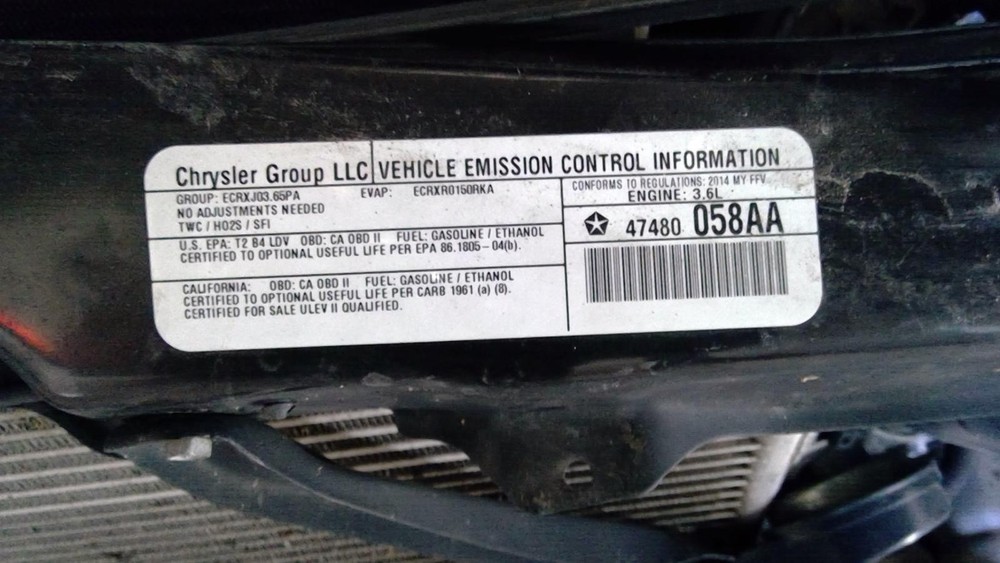 Chrysler Group LLC VEHICLE EMISSION CONTROL INFORMATION
GROUP: ECRXJ03.65PA EVAP: ECRXR0150RKA
NO ADJUSTMENTS NEEDED
TWC / HO2S / SFI
CONFORMS TO REGULATIONS: 2014 MY FFV
ENGINE: 3.6L
47480 058AA
U.S. EPA: T2 B4 LDV OBD: CA OBD II FUEL: GASOLINE / ETHANOL
CERTIFIED TO OPTIONAL USEFUL LIFE PER EPA 86.1805-04(b).
CALIFORNIA: OBD: CA OBD II FUEL: GASOLINE / ETHANOL
CERTIFIED TO OPTIONAL USEFUL LIFE PER CARB 1961 (a) (8).
CERTIFIED FOR SALE ULEV II QUALIFIED.